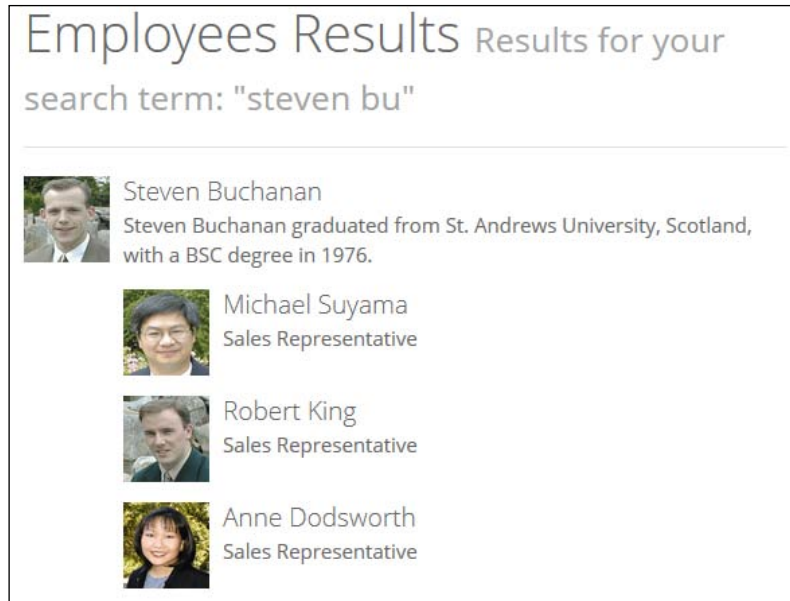 Employees Results Results for your
search term: "steven bu"
Steven Buchanan
Steven Buchanan graduated from St. Andrews University, Scotland,
with a BSC degree in 1976.
Michael Suyama
Sales Representative
Robert King
Sales Representative
Anne Dodsworth
Sales Representative